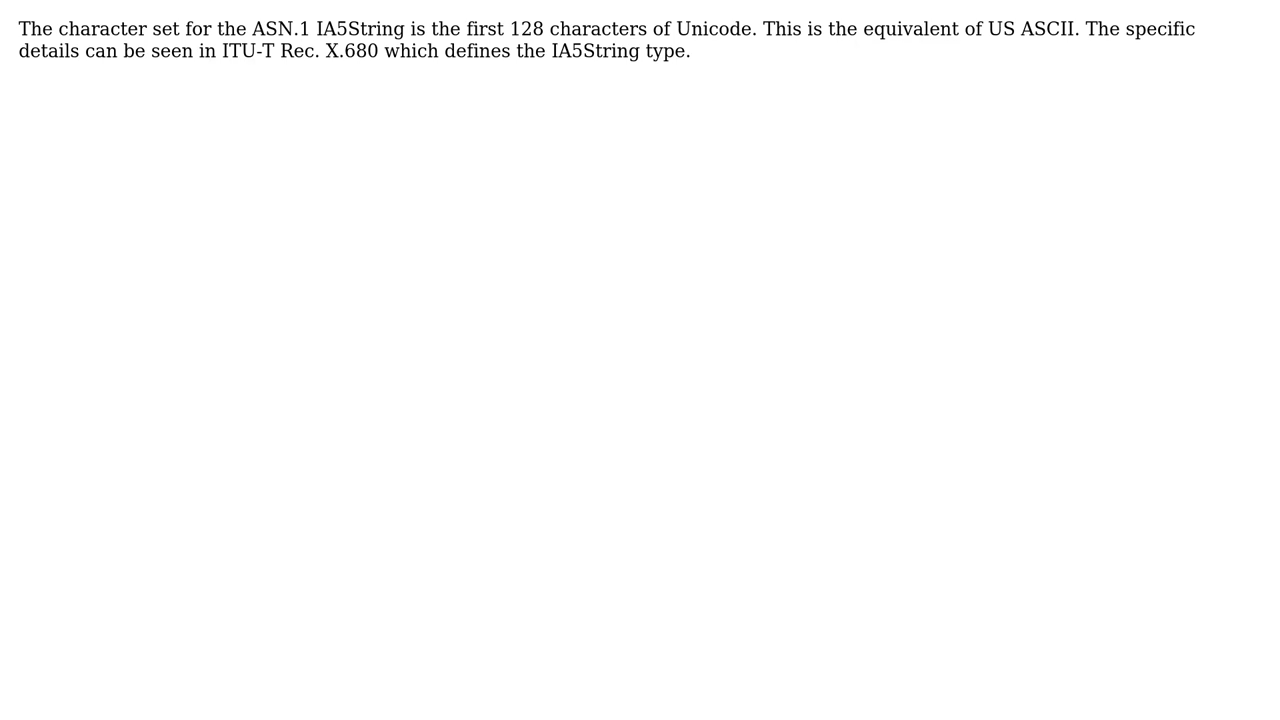 The character set for the ASN.1 IA5String is the first 128 characters of Unicode. This is the equivalent of US ASCII. The specific
details can be seen in ITU-T Rec. X.680 which defines the IA5String type.